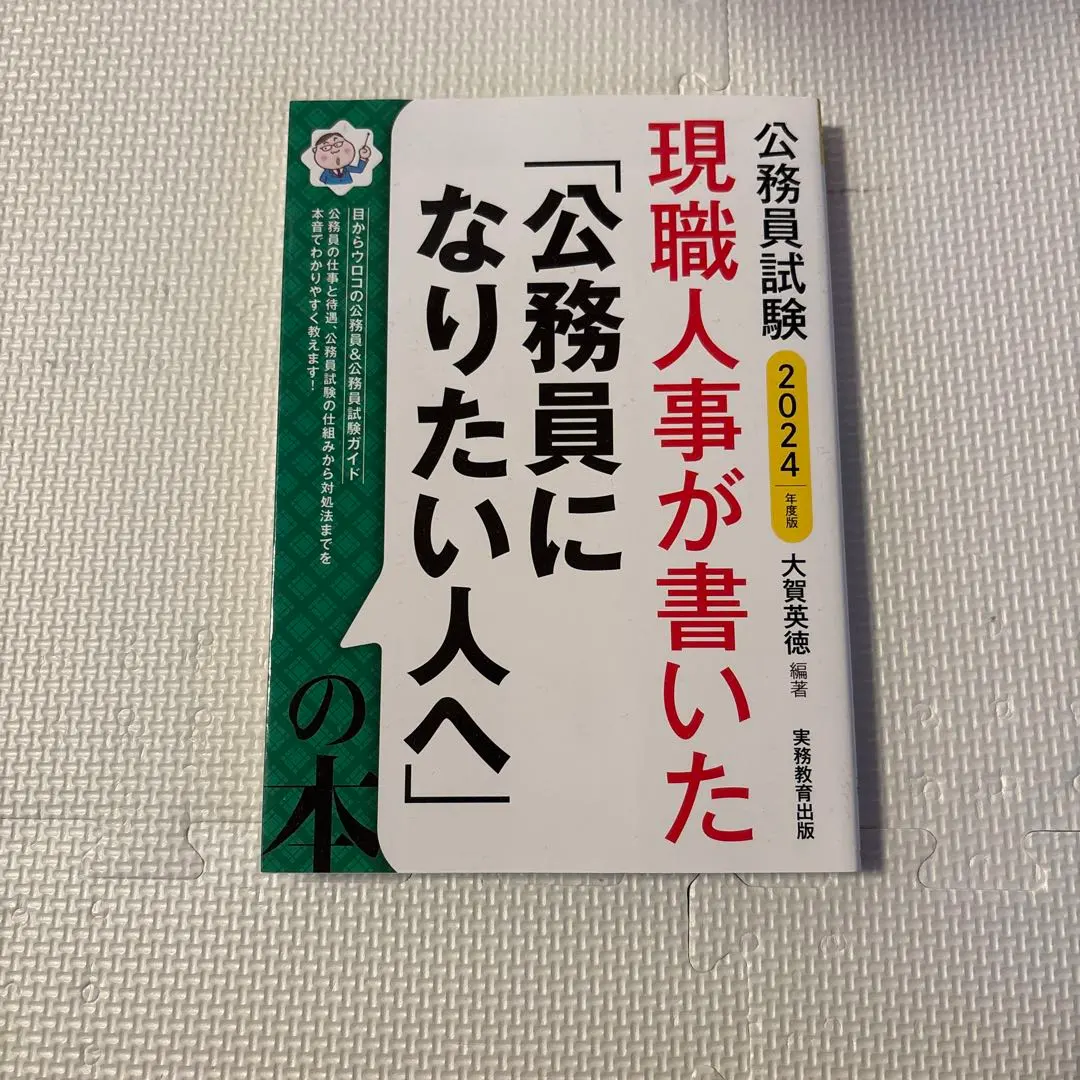 公務員試験
2024年度版
大賀英徳 編著
実務教育出版
現職人事が書いた
「公務員に
なりたい人へ」
の本
目からウロコの公務員&公務員試験ガイド
公務員の仕事と待遇、公務員試験の仕組みから対処法までを
本音でわかりやすく教えます!